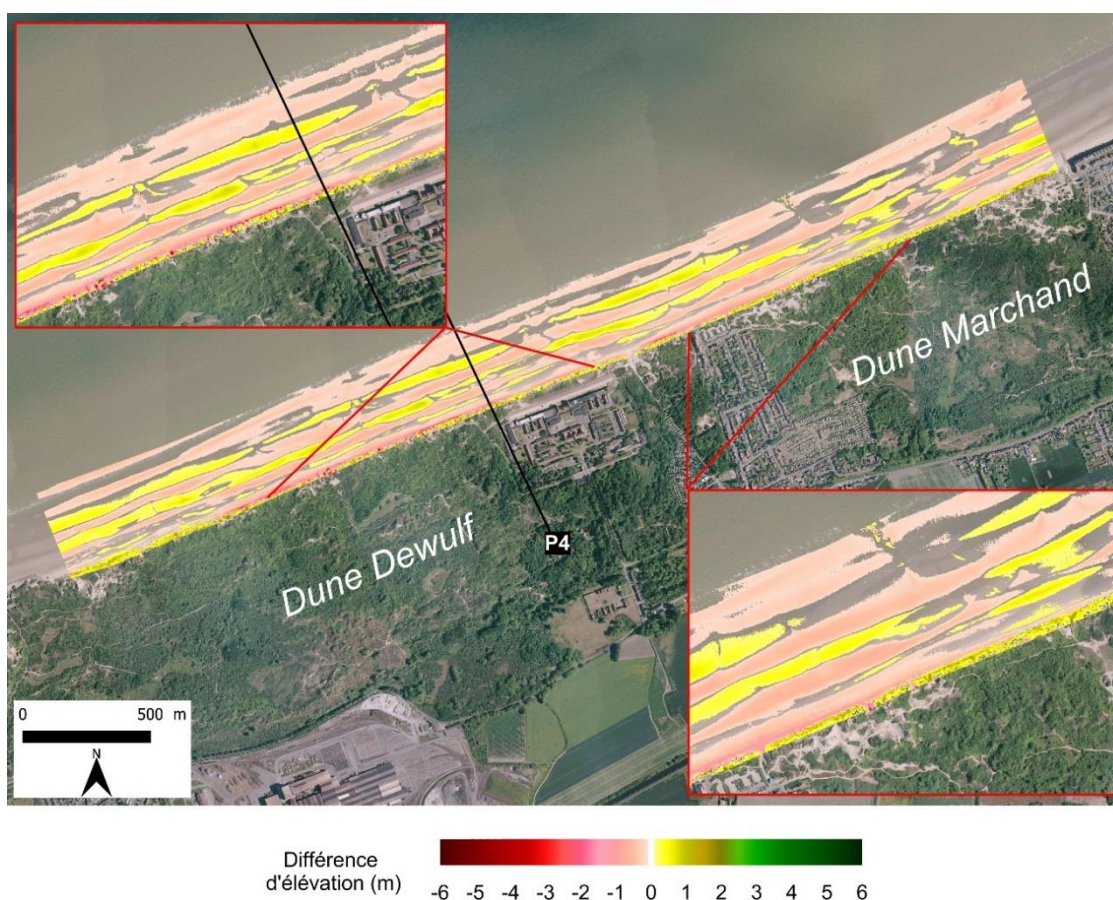 Dune Marchand
P4
Dune Dewulf
0 500 m
N
Différence
d'élévation (m)
-6 -5 -4 -3 -2 -1 0 1 2 3 4 5 6